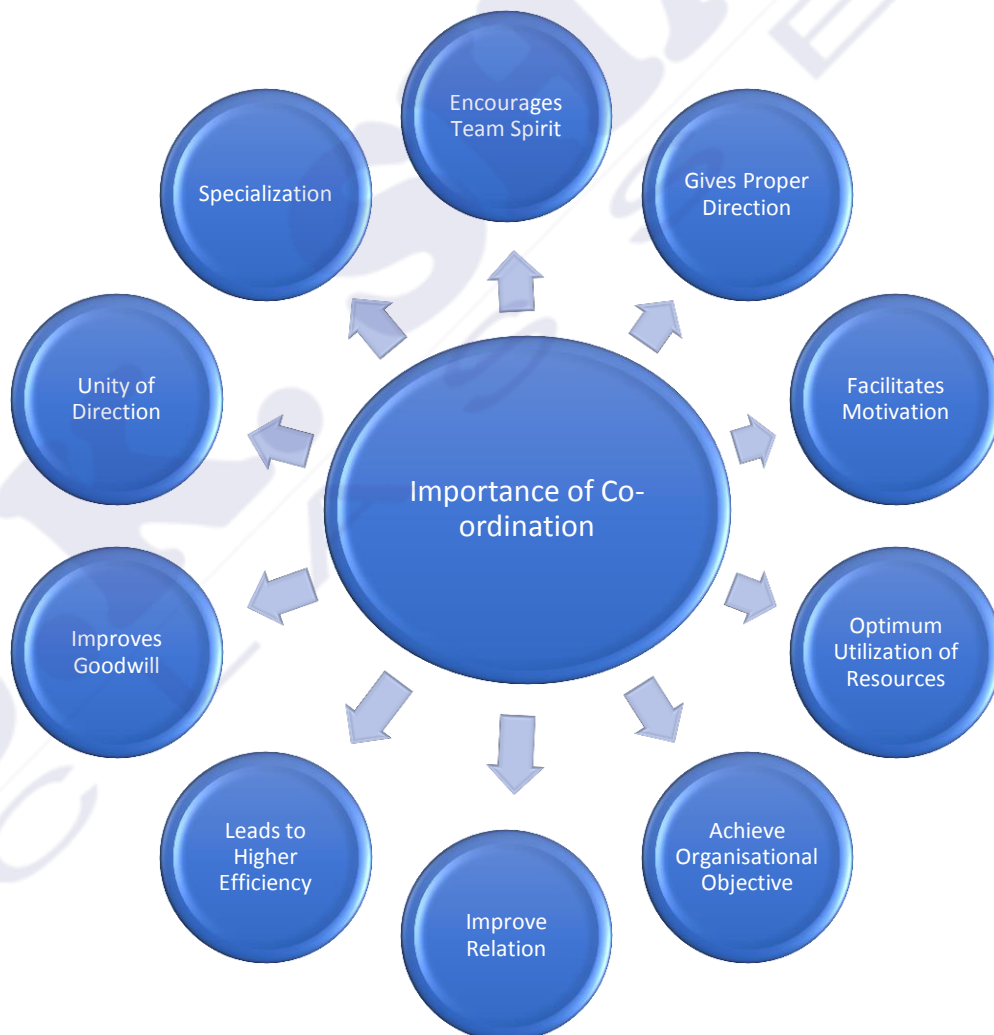 Encourages
Team Spirit
Gives Proper
Direction
Facilitates
Motivation
Optimum
Utilization of
Resources
Achieve
Organisational
Objective
Improve
Relation
Leads to
Higher
Efficiency
Improves
Goodwill
Unity of
Direction
Specialization
Importance of Co-
ordination